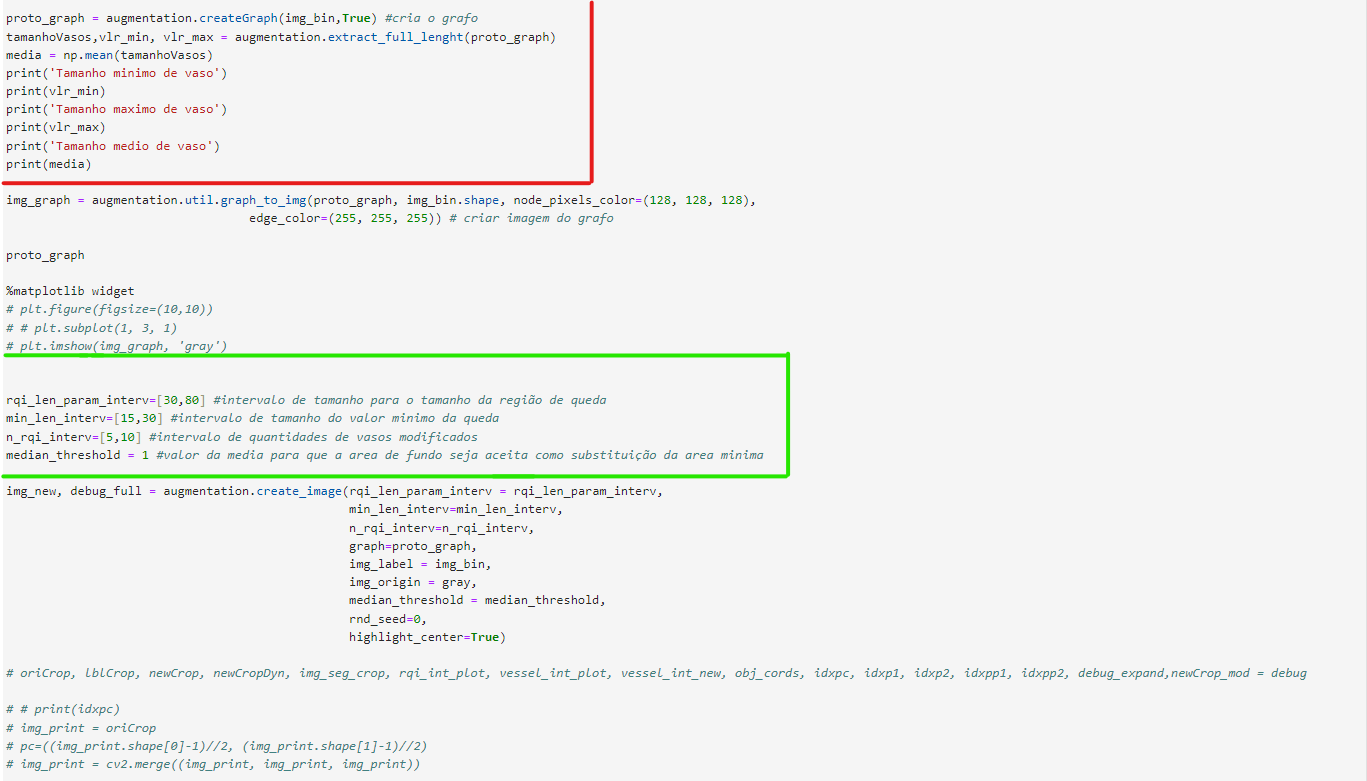 proto_graph = augmentation.createGraph(img_bin,True) #cria o grafo
tamanhoVasos,vlr_min, vlr_max = augmentation.extract_full_lenght(proto_graph)
media = np.mean(tamanhoVasos)
print('Tamanho minimo de vaso')
print(vlr_min)
print('Tamanho maximo de vaso')
print(vlr_max)
print('Tamanho medio de vaso')
print(media)
img_graph = augmentation.util.graph_to_img(proto_graph, img_bin.shape, node_pixels_color=(128, 128, 128),
edge_color=(255, 255, 255)) # criar imagem do grafo
proto_graph
%matplotlib widget
# plt.figure(figsize=(10,10))
# # plt.subplot(1, 3, 1)
# plt.imshow(img_graph, 'gray')
rqi_len_param_interv=[30,80] #intervalo de tamanho para o tamanho da região de queda
min_len_interv=[15,30] #intervalo de tamanho do valor minimo da queda
n_rqi_interv=[5,10] #intervalo de quantidades de vasos modificados
median_threshold = 1 #valor da media para que a area de fundo seja aceita como substituição da area minima
img_new, debug_full = augmentation.create_image(rqi_len_param_interv = rqi_len_param_interv,
min_len_interv=min_len_interv,
n_rqi_interv=n_rqi_interv,
graph=proto_graph,
img_label = img_bin,
img_origin = gray,
median_threshold = median_threshold,
rnd_seed=0,
highlight_center=True)
# oriCrop, lblCrop, newCrop, newCropDyn, img_seg_crop, rqi_int_plot, vessel_int_plot, vessel_int_new, obj_cords, idxpc, idxp1, idxp2, idxpp1, idxpp2, debug_expand,newCrop_mod = debug
# # print(idxpc)
# img_print = oriCrop
# pc=((img_print.shape[0]-1)//2, (img_print.shape[1]-1)//2)
# img_print = cv2.merge((img_print, img_print, img_print))